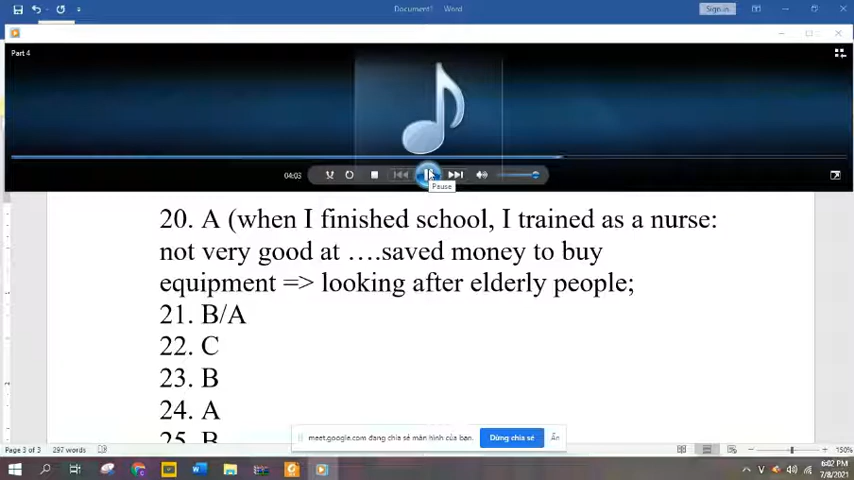 Document1 - Word
Sign in
Part 4
04:03
Pause
20. A (when I finished school, I trained as a nurse:
not very good at ….saved money to buy
equipment => looking after elderly people;
21. B/A
22. C
23. B
24. A
25. B
meet.google.com đang chia sẻ màn hình của bạn.
Dừng chia sẻ
Ẩn
Page 3 of 3
297 words
150%
6:02 PM
7/8/2021